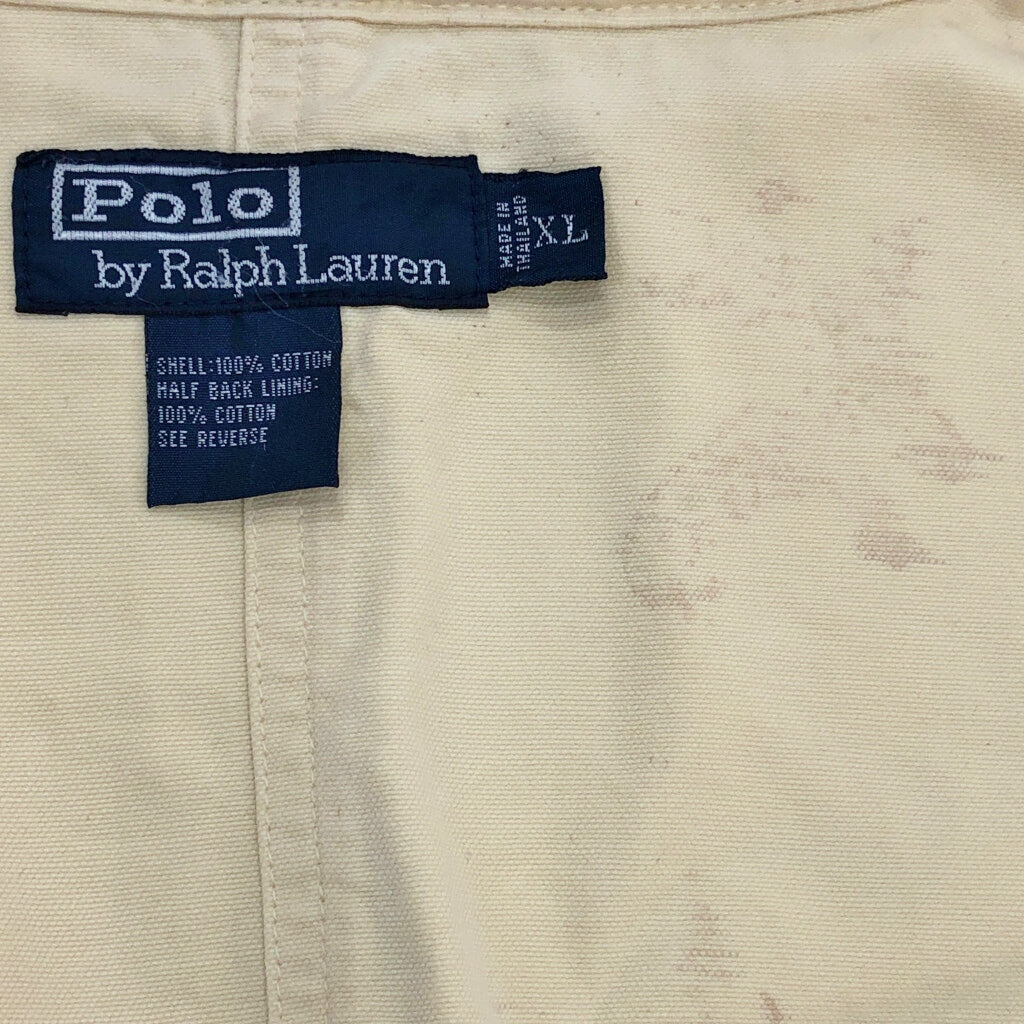 Polo
by Ralph Lauren
MADE IN
THAILAND
XL
SHELL:100% COTTON
HALF BACK LINING:
100% COTTON
SEE REVERSE